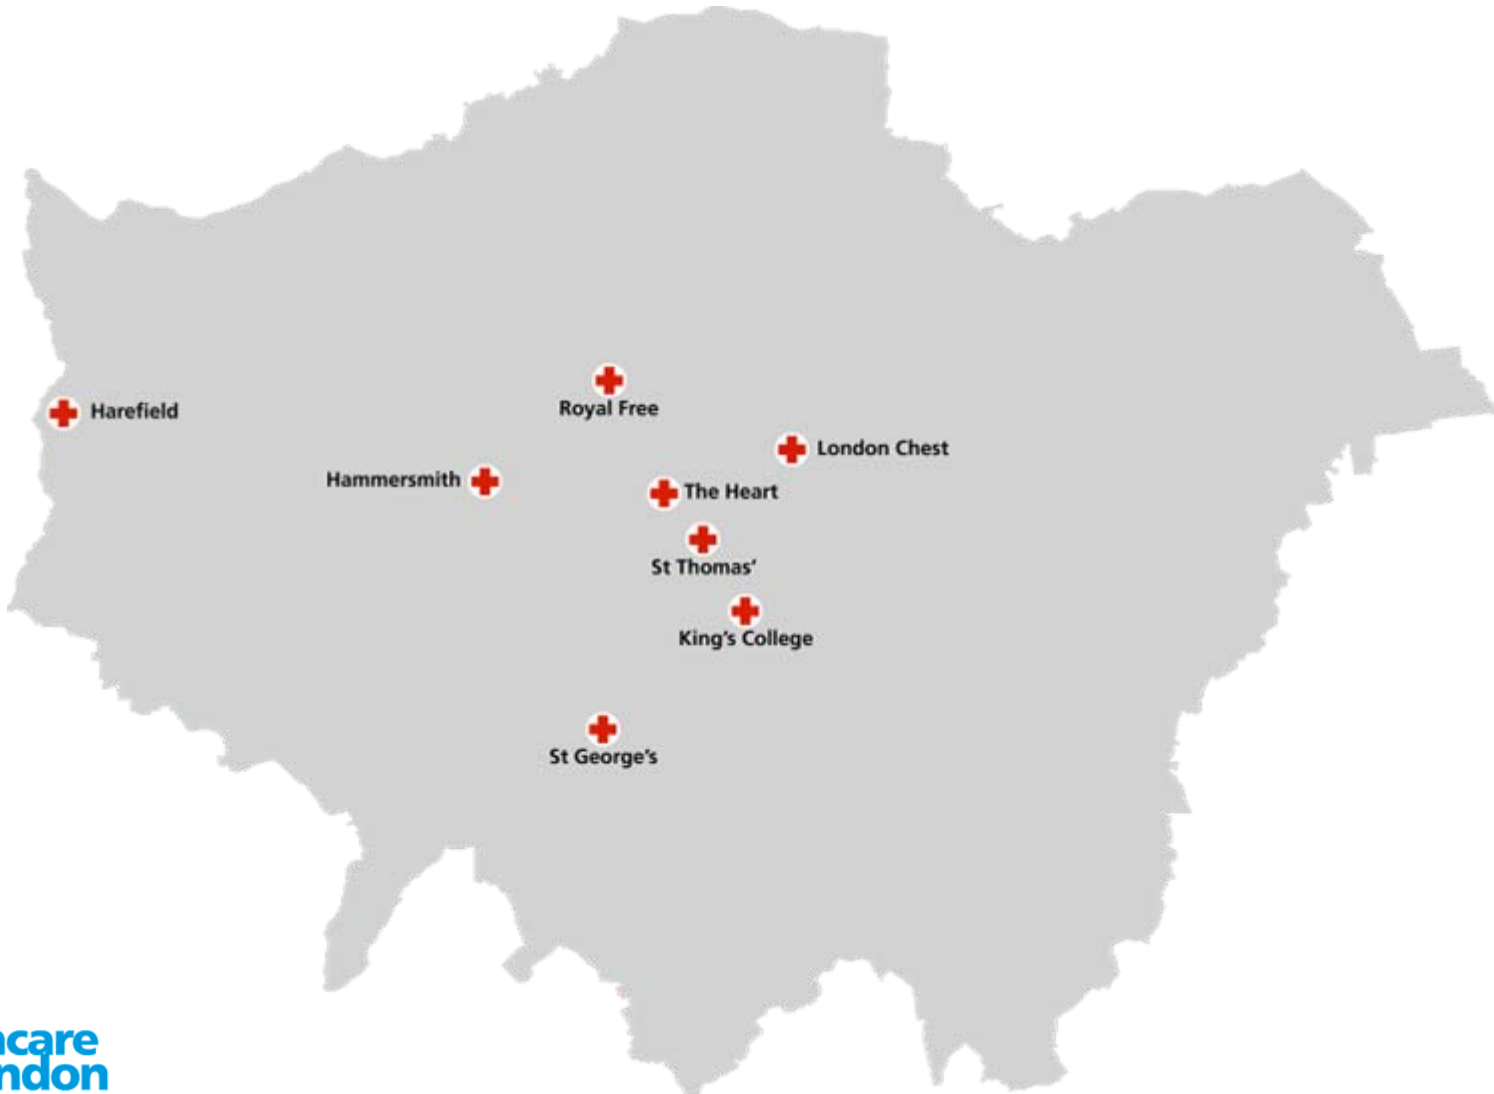 Royal Free
Harefield
London Chest
Hammersmith
The Heart
St Thomas’
King’s College
St George’s